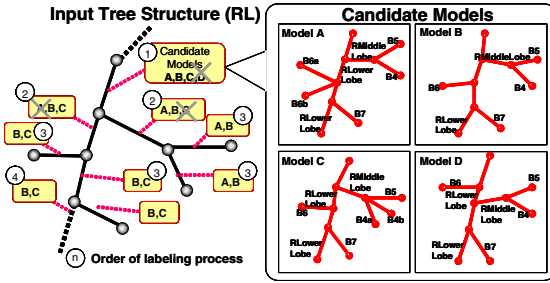 Input Tree Structure (RL)
Candidate Models
1
Candidate
Models
A,B,C,D
2
A,B,C
2
A,B,C
3
A,B
B,C
3
4
B,C
B,C
3
3
A,B
B,C
n Order of labeling process
Model A
RMiddle
Lobe
B5
B6a
RLower
Lobe
B4
B6b
B7
RLower
Lobe
Model B
RMiddleLobe
B5
B6
B4
B7
RLower
Lobe
Model C
RMiddle
Lobe
RLower
Lobe
B5
B6
B4a
B4b
RLower
Lobe
B7
Model D
B6
RMiddle
Lobe
B5
RLower
Lobe
B4
RLower
Lobe
B7